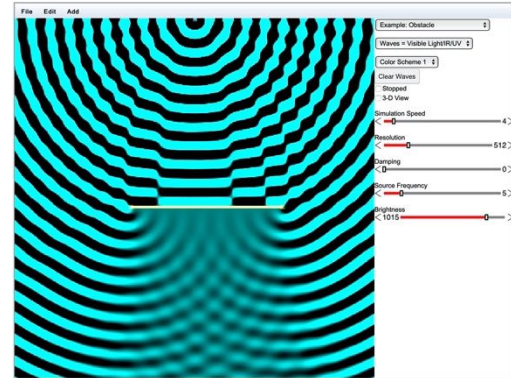 File Edit Add
Example: Obstacle
Waves = Visible Light/IR/UV
Color Scheme 1
Clear Waves
Stopped
3-D View
Simulation Speed
4
Resolution
512
Damping
0
Source Frequency
5
Brightness
1015